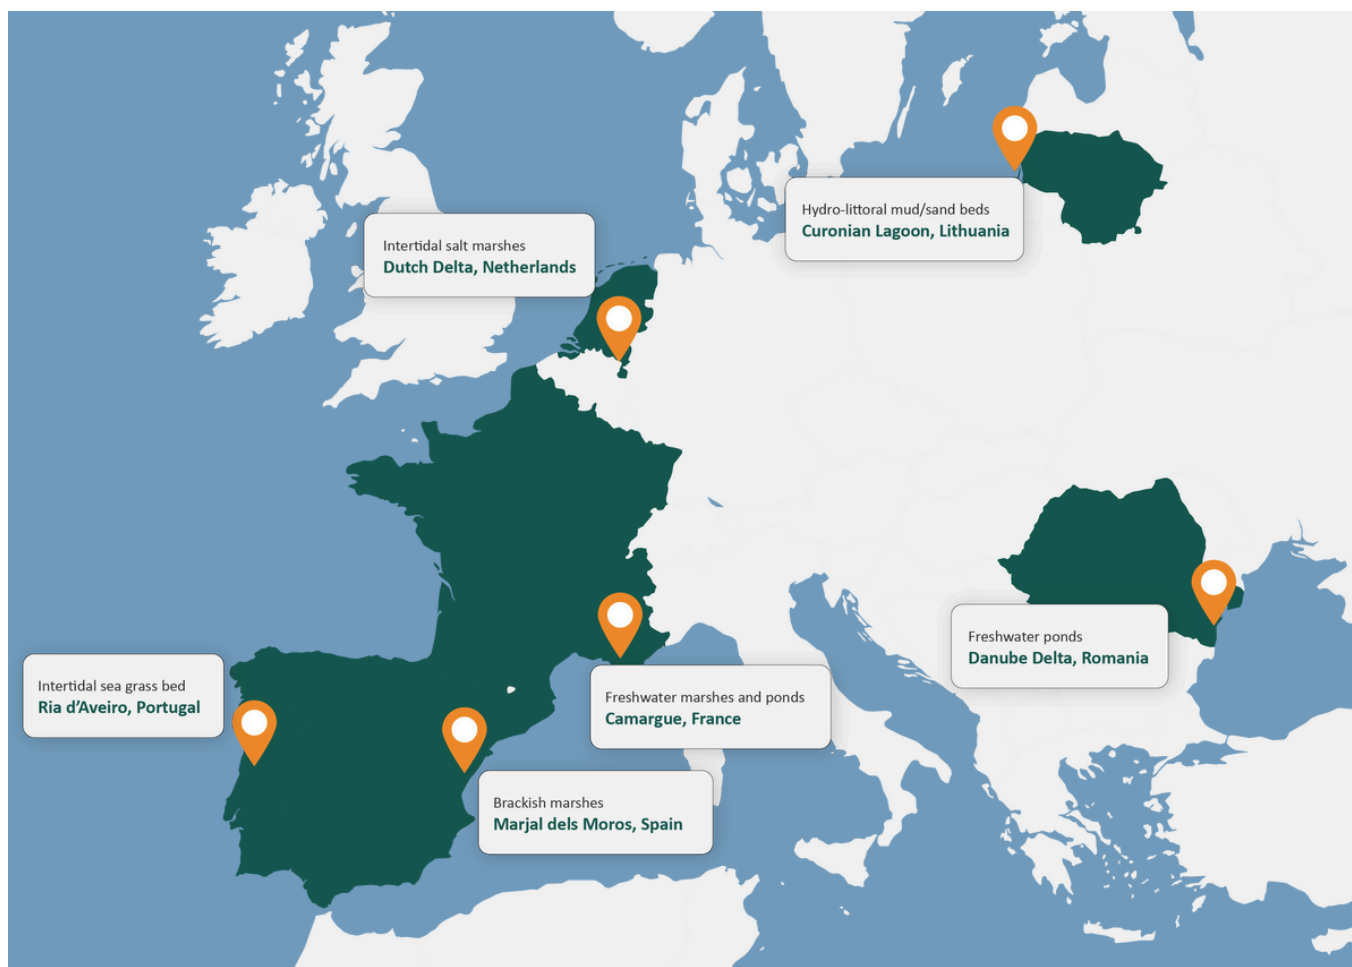 Hydro-littoral mud/sand beds
Curonian Lagoon, Lithuania
Intertidal salt marshes
Dutch Delta, Netherlands
Freshwater ponds
Danube Delta, Romania
Intertidal sea grass bed
Ria d’Aveiro, Portugal
Freshwater marshes and ponds
Camargue, France
Brackish marshes
Marjal dels Moros, Spain